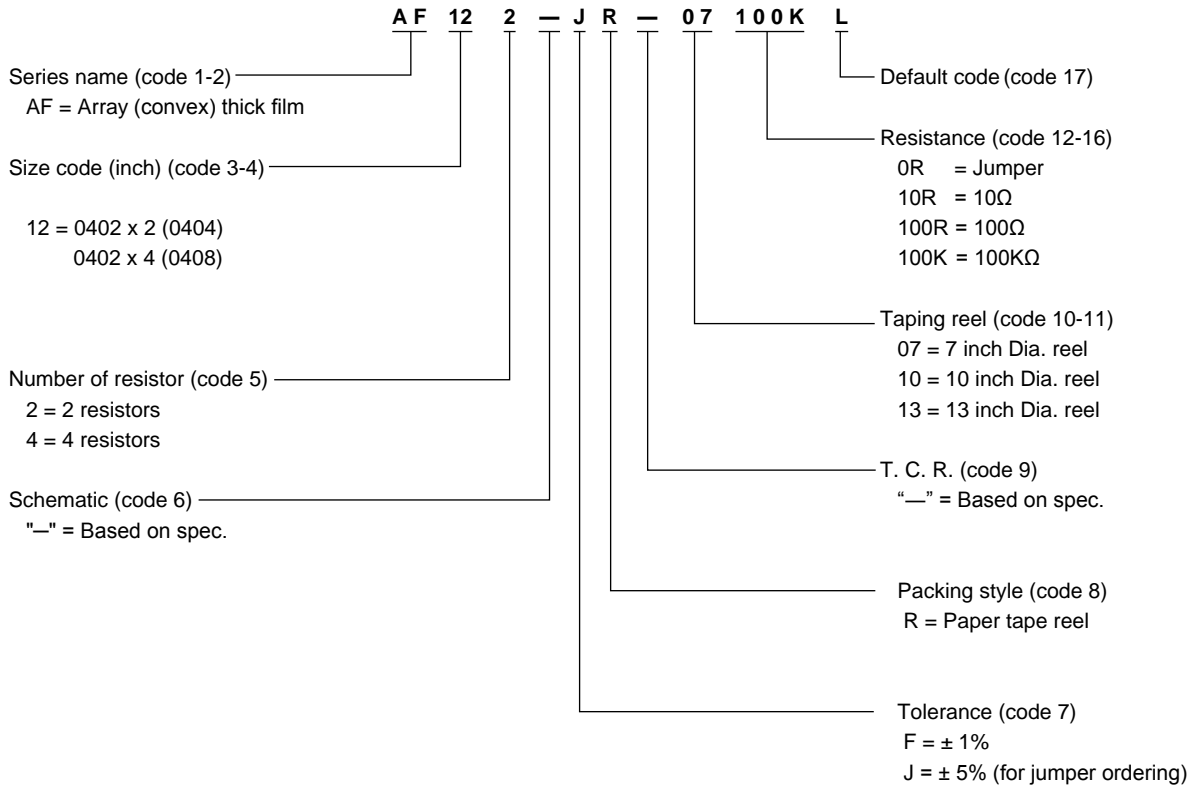 AF 12 2 — J R — 07 100K L
Series name (code 1-2)
AF = Array (convex) thick film
Size code (inch) (code 3-4)
12 = 0402 x 2 (0404)
0402 x 4 (0408)
Number of resistor (code 5)
2 = 2 resistors
4 = 4 resistors
Schematic (code 6)
"—" = Based on spec.
Default code (code 17)
Resistance (code 12-16)
0R = Jumper
10R = 10Ω
100R = 100Ω
100K = 100KΩ
Taping reel (code 10-11)
07 = 7 inch Dia. reel
10 = 10 inch Dia. reel
13 = 13 inch Dia. reel
T. C. R. (code 9)
“—” = Based on spec.
Packing style (code 8)
R = Paper tape reel
Tolerance (code 7)
F = ± 1%
J = ± 5% (for jumper ordering)